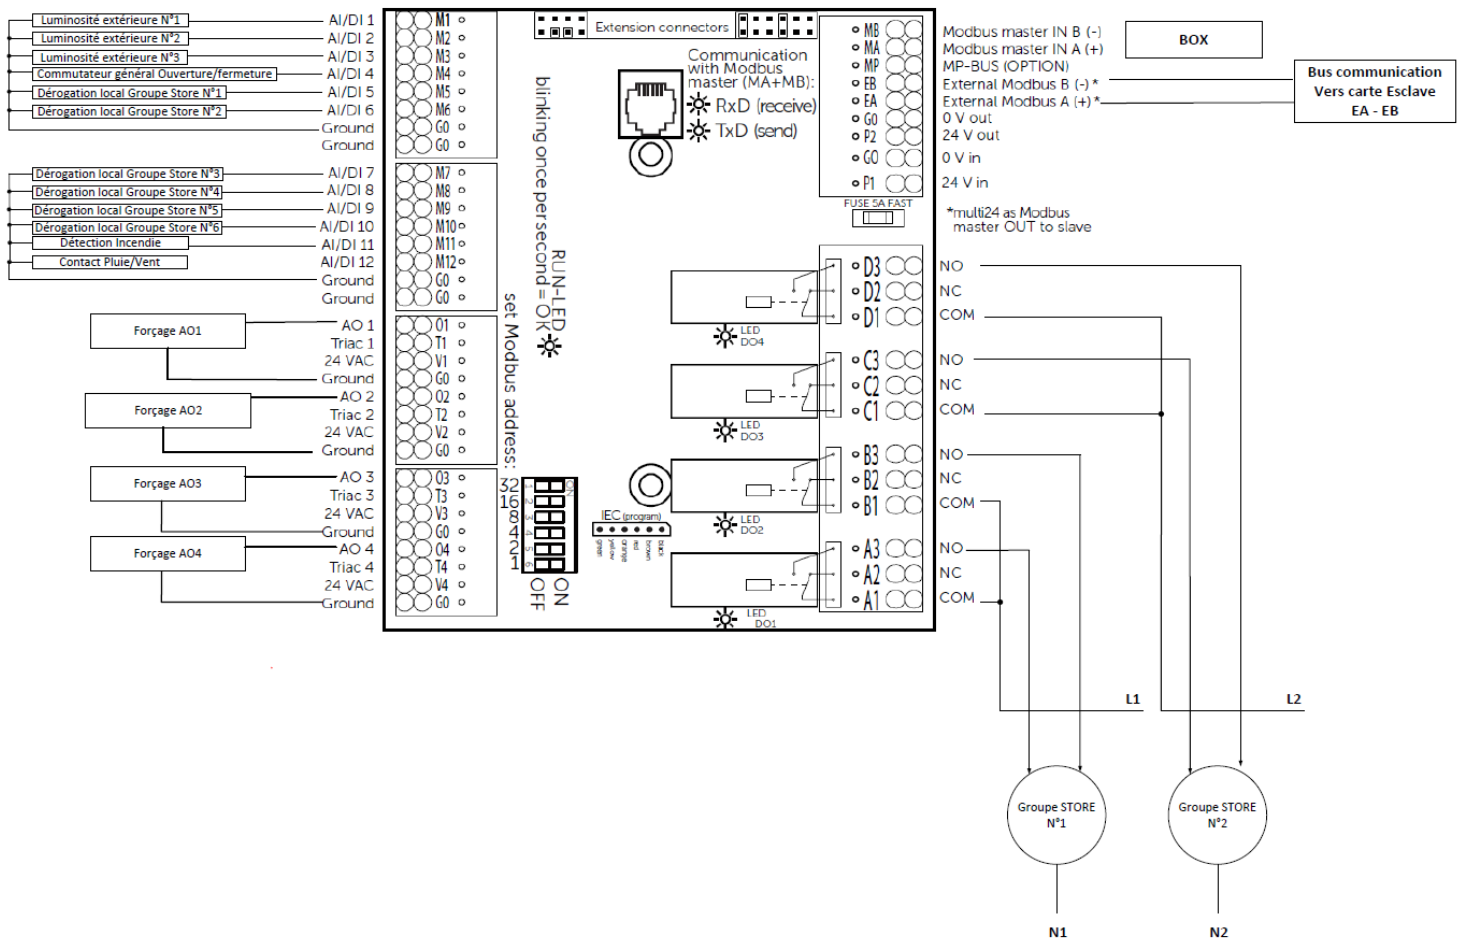 Luminosité extérieure N°1
AI/DI 1
M1
Luminosité extérieure N°2
AI/DI 2
M2
Luminosité extérieure N°3
AI/DI 3
M3
Commutateur général Ouverture/fermeture
AI/DI 4
M4
Dérogation local Groupe Store N°1
AI/DI 5
M5
Dérogation local Groupe Store N°2
AI/DI 6
M6
Ground
G0
Ground
G0
Dérogation local Groupe Store N°3
AI/DI 7
M7
Dérogation local Groupe Store N°4
AI/DI 8
M8
Dérogation local Groupe Store N°5
AI/DI 9
M9
Dérogation local Groupe Store N°6
AI/DI 10
M10
Détection Incendie
AI/DI 11
M11
Contact Pluie/Vent
AI/DI 12
M12
Ground
G0
Ground
G0
Forçage AO1
AO 1
O1
Triac 1
T1
24 VAC
V1
Ground
G0
Forçage AO2
AO 2
O2
Triac 2
T2
24 VAC
V2
Ground
G0
Forçage AO3
AO 3
O3
Triac 3
T3
24 VAC
V3
Ground
G0
Forçage AO4
AO 4
O4
Triac 4
T4
24 VAC
V4
Ground
G0
Extension connectors
Communication
with Modbus
master (MA+MB):
RxD (receive)
TxD (send)
blinking once per second = OK
RUN-LED
set Modbus address:
32
16
8
4
2
1
ON
1
2
3
4
5
6
OFF
ON
IEC (program)
green
yellow
orange
red
brown
black
LED
DO4
LED
DO3
LED
DO2
LED
DO1
MB
Modbus master IN B (-)
MA
Modbus master IN A (+)
MP
MP-BUS (OPTION)
EB
External Modbus B (-) *
EA
External Modbus A (+) *
G0
0 V out
P2
24 V out
G0
0 V in
P1
24 V in
FUSE 5A FAST
*multi24 as Modbus
master OUT to slave
BOX
Bus communication
Vers carte Esclave
EA - EB
D3
NO
D2
NC
D1
COM
C3
NO
C2
NC
C1
COM
B3
NO
B2
NC
B1
COM
A3
NO
A2
NC
A1
COM
L1
L2
Groupe STORE
N°1
Groupe STORE
N°2
N1
N2